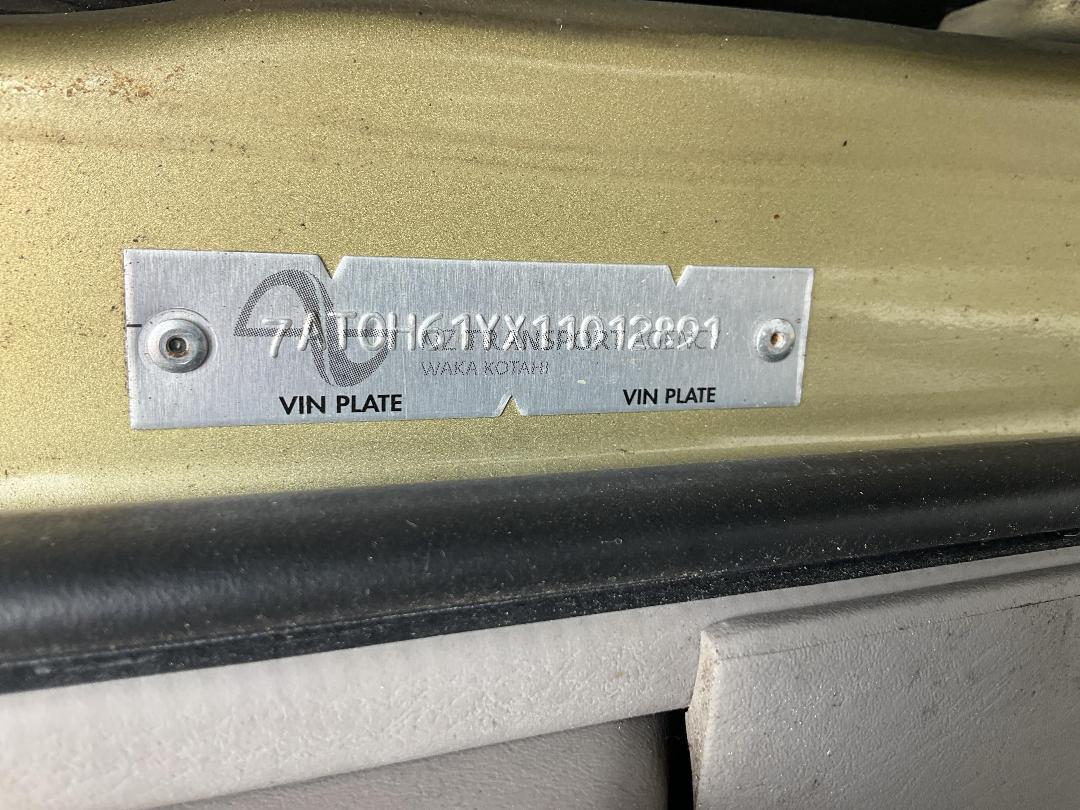 7AT0H61YX11012891
NZ TRANSPORT AGENCY
WAKA KOTAHI
VIN PLATE VIN PLATE